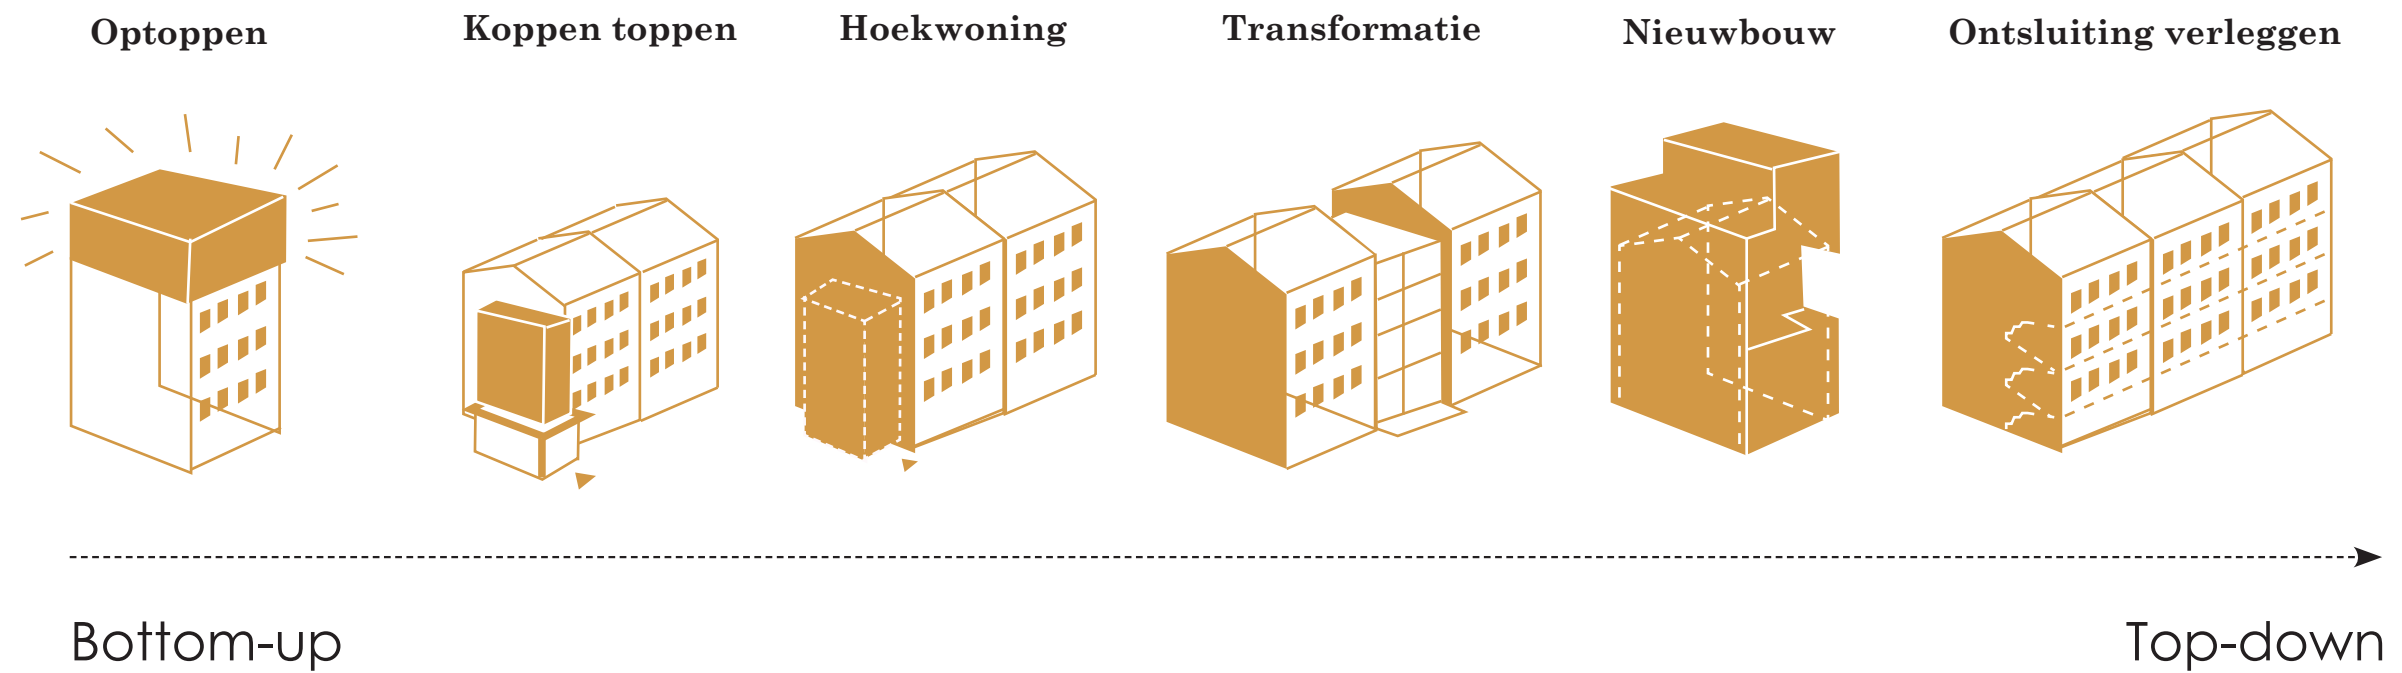 Optoppen
Koppen toppen
Hoekwoning
Transformatie
Nieuwbouw
Ontsluiting verleggen
Bottom-up
Top-down